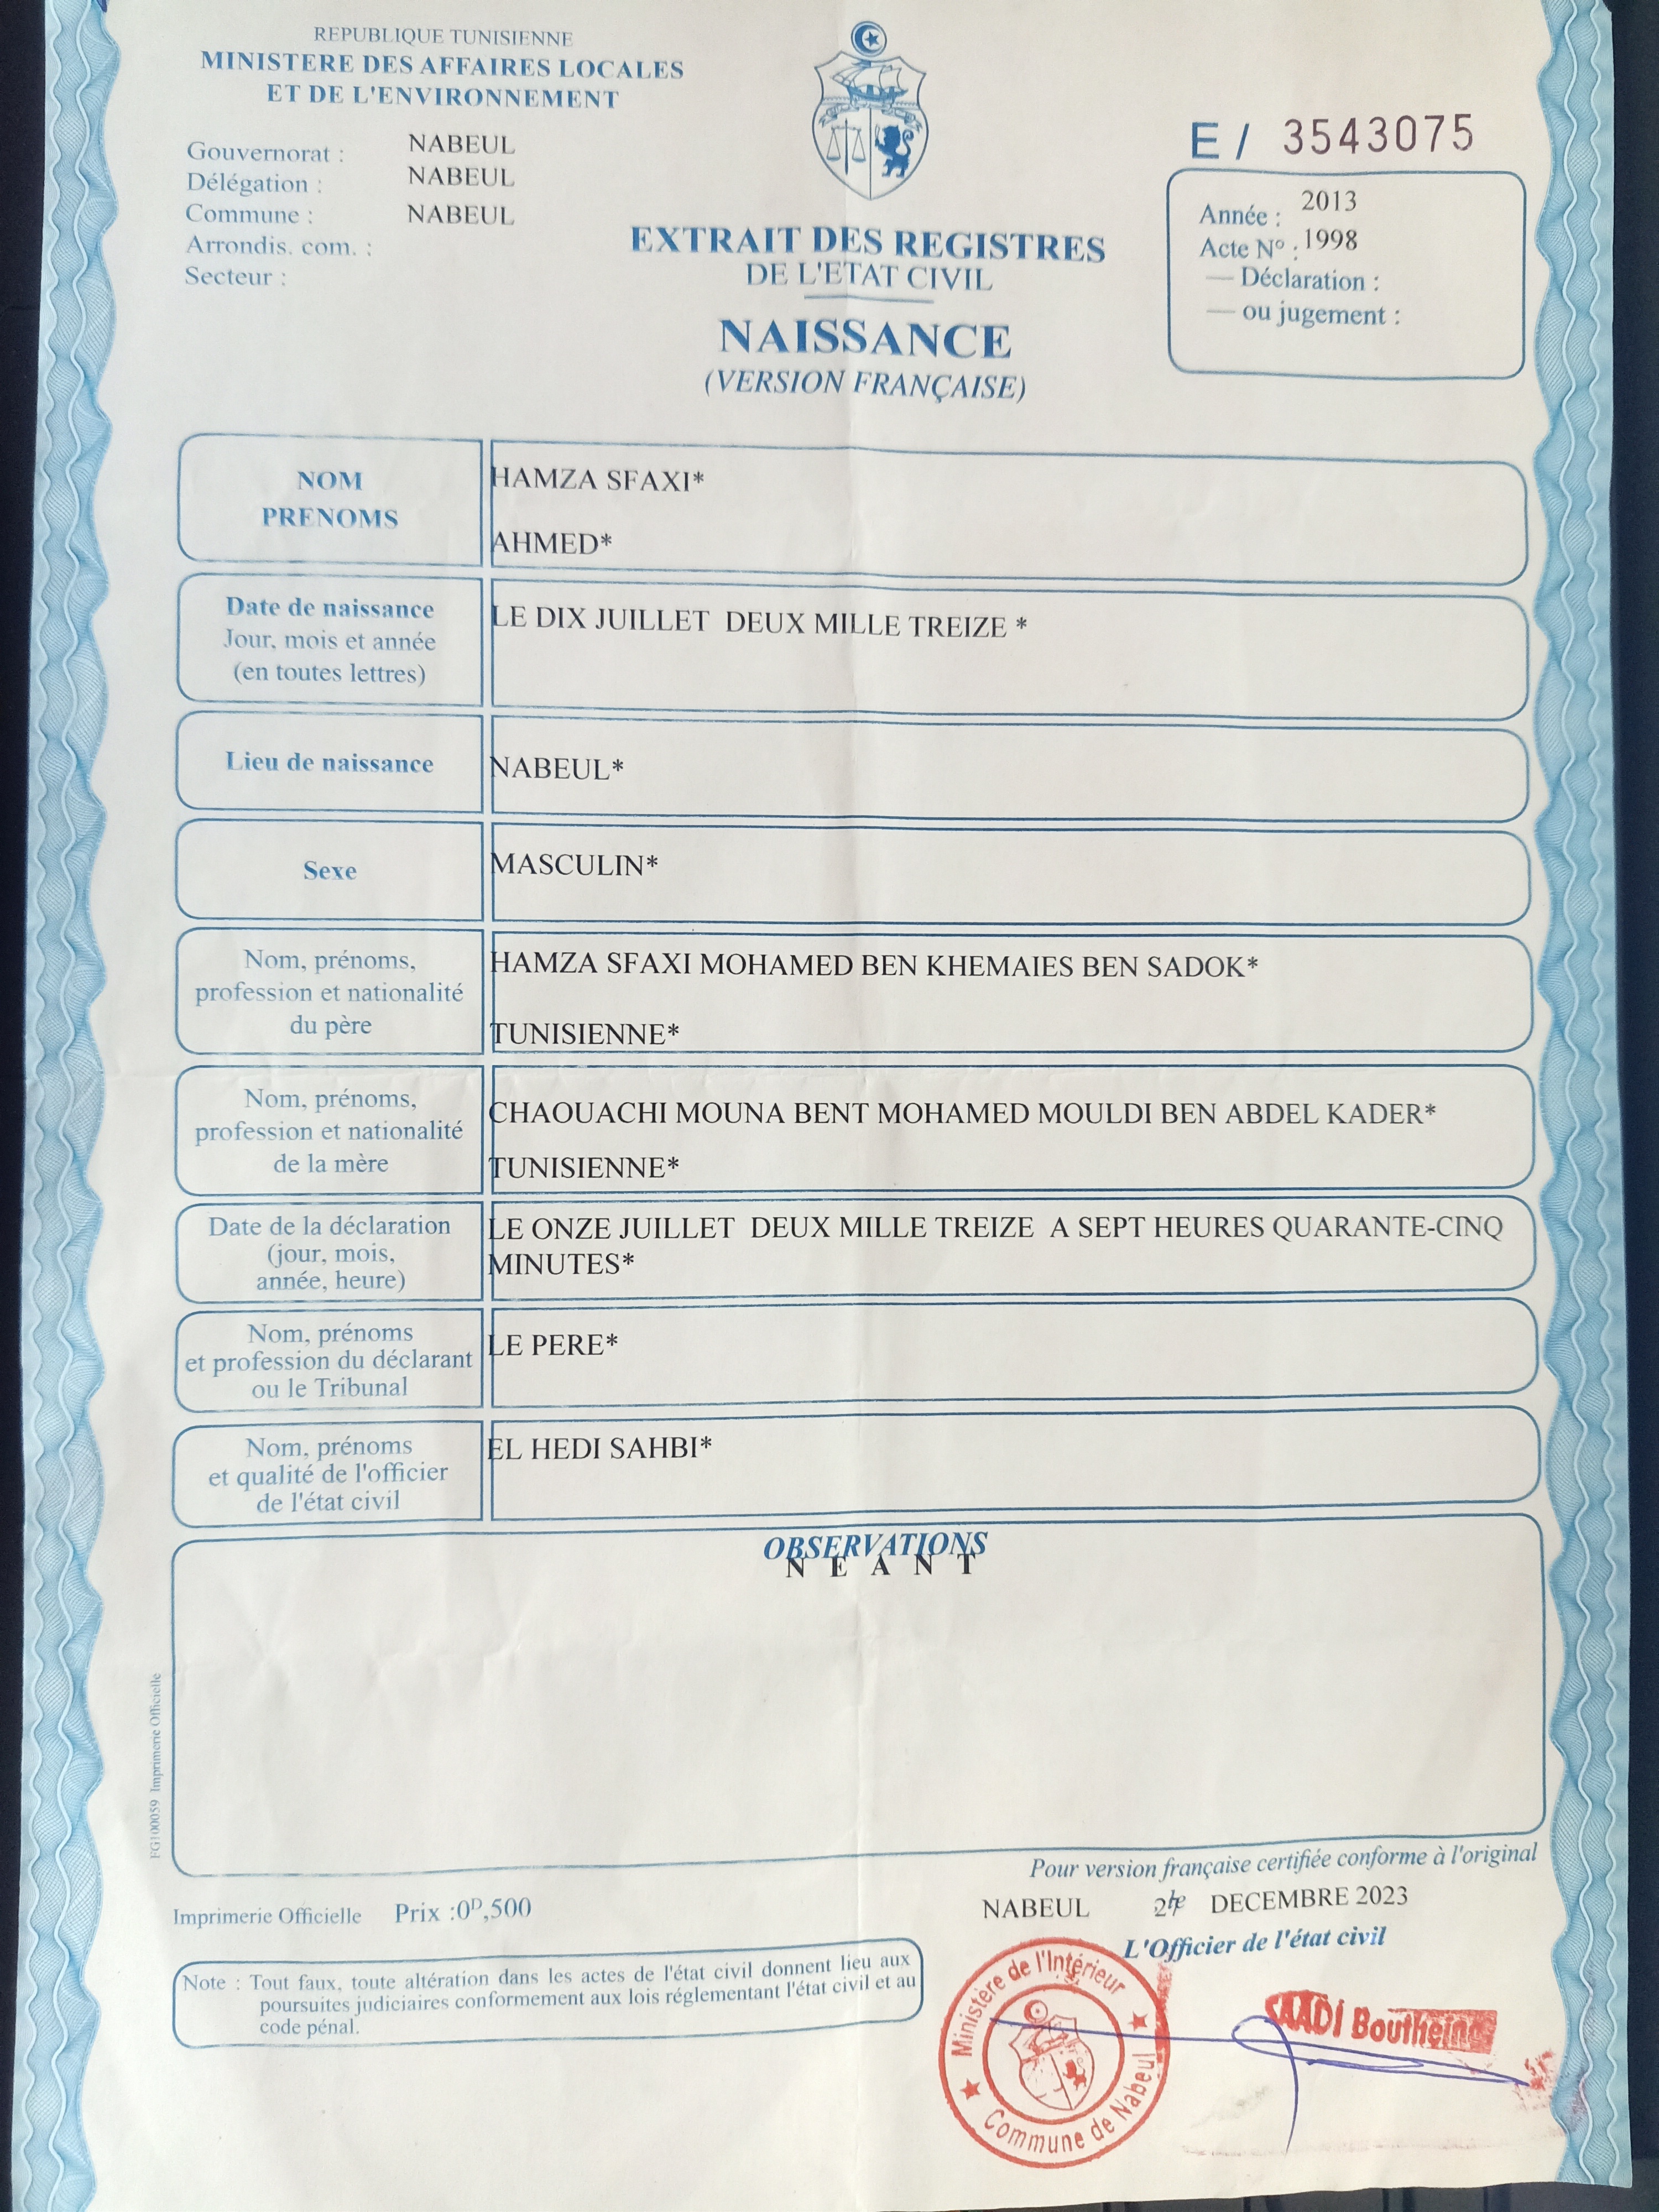 REPUBLIQUE TUNISIENNE
MINISTERE DES AFFAIRES LOCALES
ET DE L'ENVIRONNEMENT
Gouvernorat : NABEUL
Délégation : NABEUL
Commune : NABEUL
Arrondis. com. :
Secteur :
E / 3543075
Année : 2013
Acte N° : 1998
— Déclaration :
— ou jugement :
EXTRAIT DES REGISTRES
DE L'ETAT CIVIL
NAISSANCE
(VERSION FRANÇAISE)
NOM
PRENOMS
HAMZA SFAXI*
AHMED*
Date de naissance
Jour, mois et année
(en toutes lettres)
LE DIX JUILLET DEUX MILLE TREIZE *
Lieu de naissance
NABEUL*
Sexe
MASCULIN*
Nom, prénoms,
profession et nationalité
du père
HAMZA SFAXI MOHAMED BEN KHEMAIES BEN SADOK*
TUNISIENNE*
Nom, prénoms,
profession et nationalité
de la mère
CHAOUACHI MOUNA BENT MOHAMED MOULDI BEN ABDEL KADER*
TUNISIENNE*
Date de la déclaration
(jour, mois,
année, heure)
LE ONZE JUILLET DEUX MILLE TREIZE A SEPT HEURES QUARANTE-CINQ
MINUTES*
Nom, prénoms
et profession du déclarant
ou le Tribunal
LE PERE*
Nom, prénoms
et qualité de l'officier
de l'état civil
EL HEDI SAHBI*
OBSERVATIONS
N E A N T
FG100059 Imprimerie Officielle
Pour version française certifiée conforme à l'original
Imprimerie Officielle Prix :0ᴰ,500
NABEUL DECEMBRE 2023
L'Officier de l'état civil
Note : Tout faux, toute altération dans les actes de l'état civil donnent lieu aux
poursuites judiciaires conformement aux lois réglementant l'état civil et au
code pénal.
Ministère de l'Intérieur
Commune de Nabeul
SAADI Boutheina